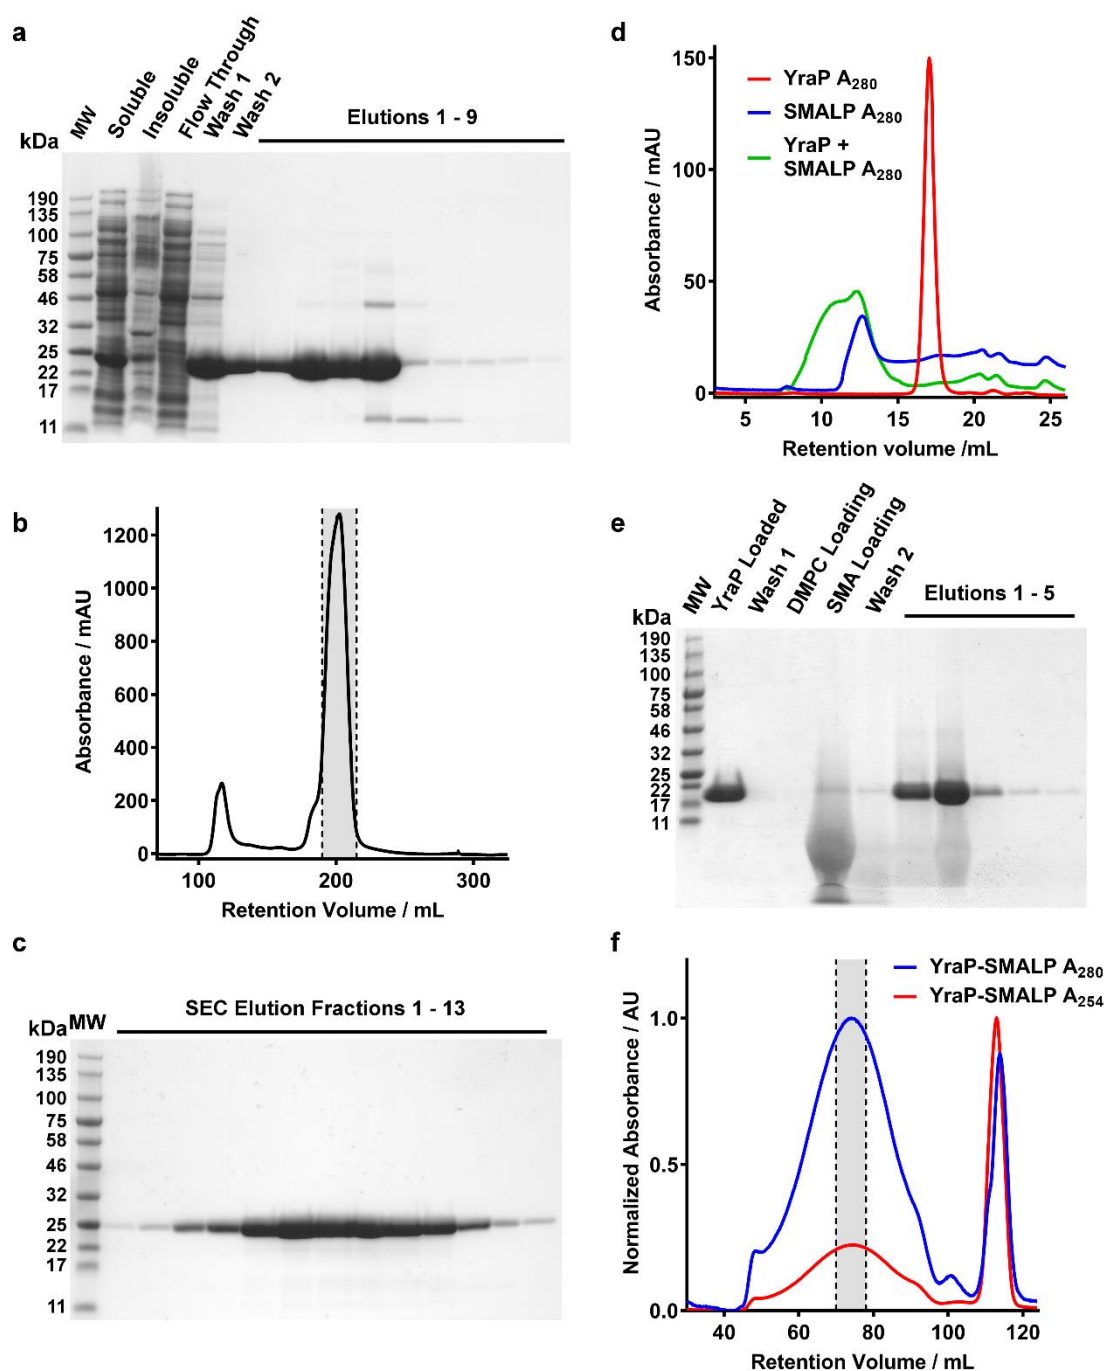 a
MW
Soluble
Insoluble
Flow Through
Wash 1
Wash 2
Elutions 1 - 9
kDa
190
135
100
75
58
46
32
25
22
17
11
b
Absorbance / mAU
1200
1000
800
600
400
200
0
100
200
300
Retention Volume / mL
c
SEC Elution Fractions 1 - 13
kDa
MW
190
135
100
75
58
46
32
25
22
17
11
d
Absorbance / mAU
150
100
50
0
YraP A280
SMALP A280
YraP +
SMALP A280
5
10
15
20
25
Retention volume /mL
e
MW
YraP Loaded
Wash 1
DMPC Loading
SMA Loading
Wash 2
Elutions 1 - 5
kDa
190
135
100
75
58
46
32
25
22
17
11
f
YraP-SMALP A280
YraP-SMALP A254
Normalized Absorbance / AU
1.0
0.5
0.0
40
60
80
100
120
Retention Volume / mL